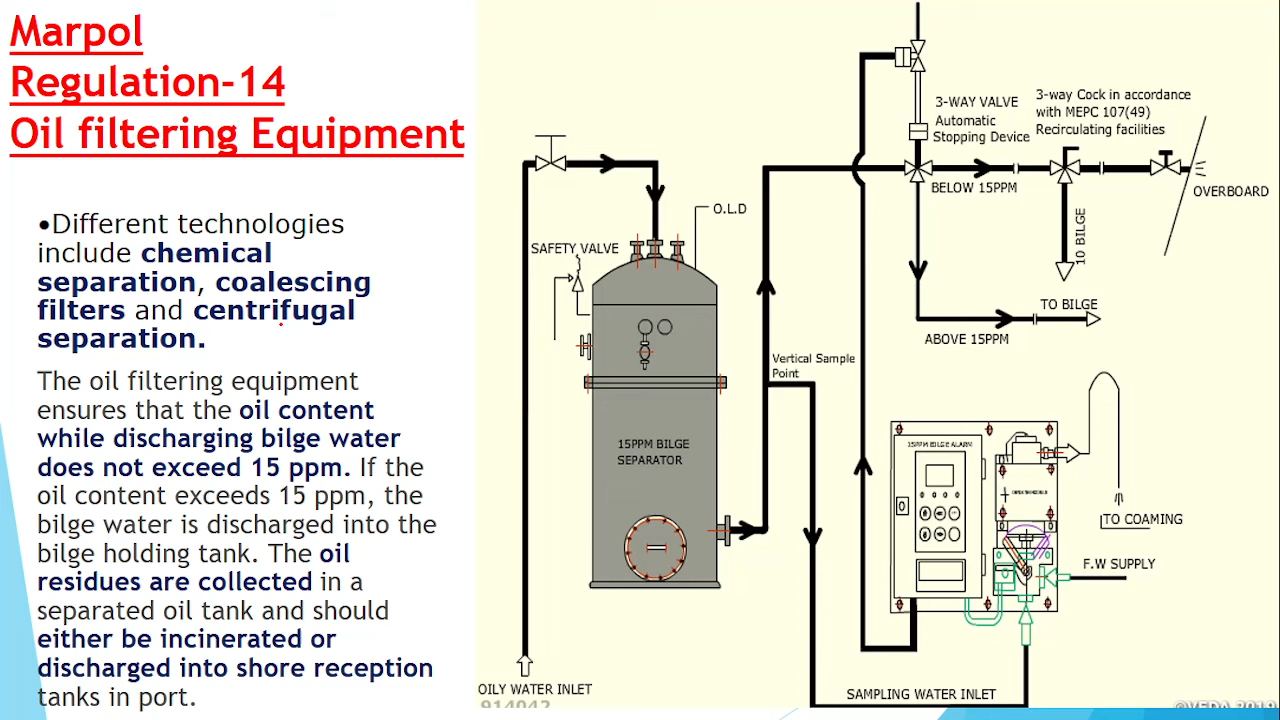 Marpol
Regulation-14
Oil filtering Equipment
•Different technologies
include chemical
separation, coalescing
filters and centrifugal
separation.
The oil filtering equipment
ensures that the oil content
while discharging bilge water
does not exceed 15 ppm. If the
oil content exceeds 15 ppm, the
bilge water is discharged into the
bilge holding tank. The oil
residues are collected in a
separated oil tank and should
either be incinerated or
discharged into shore reception
tanks in port.
3-WAY VALVE
Automatic
Stopping Device
3-way Cock in accordance
with MEPC 107(49)
Recirculating facilities
BELOW 15PPM
OVERBOARD
10 BILGE
TO BILGE
ABOVE 15PPM
O.L.D
SAFETY VALVE
Vertical Sample
Point
15PPM BILGE
SEPARATOR
15PPM BILGE ALARM
TO COAMING
F.W SUPPLY
OILY WATER INLET
SAMPLING WATER INLET
914042
©VEDA 2019